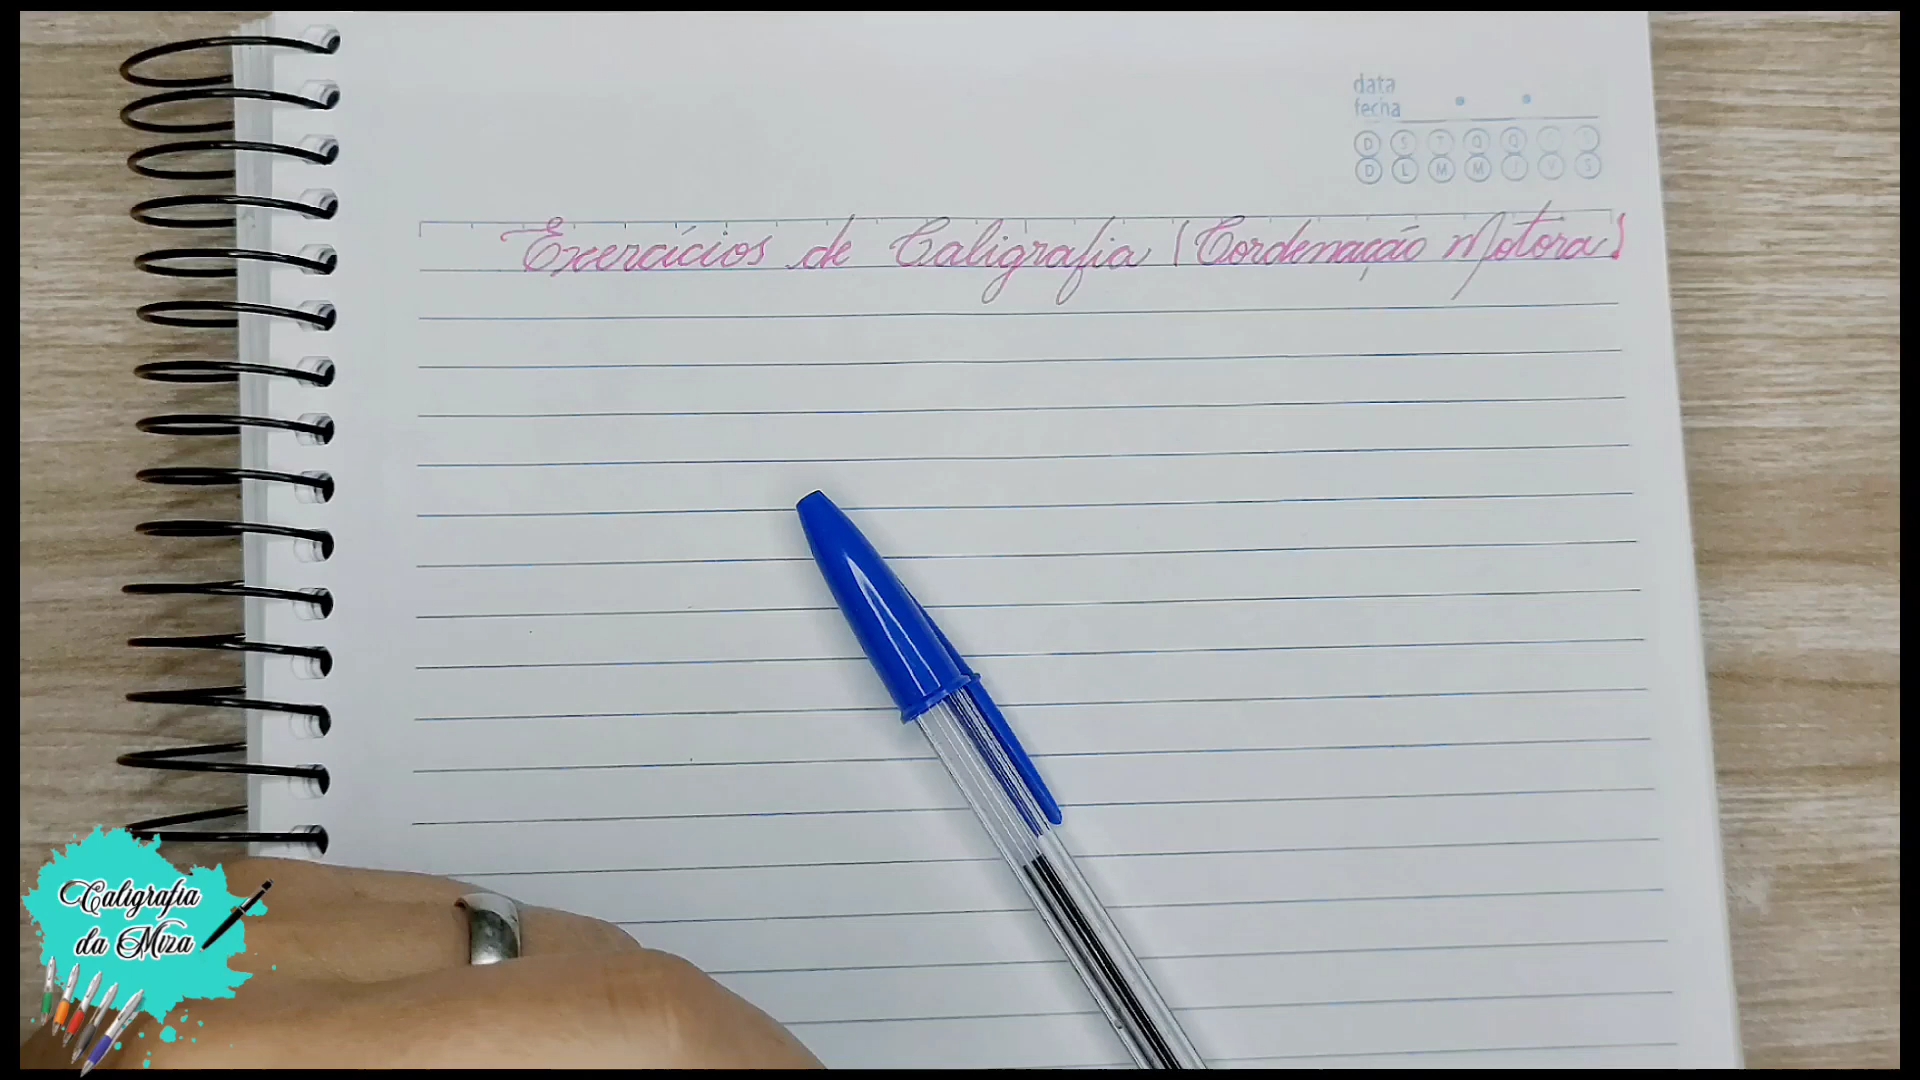 data
fecha
D S T Q Q S S
D L M M J V S
Exercícios de Caligrafia (Cordenação Motora)
Caligrafia
da Miza